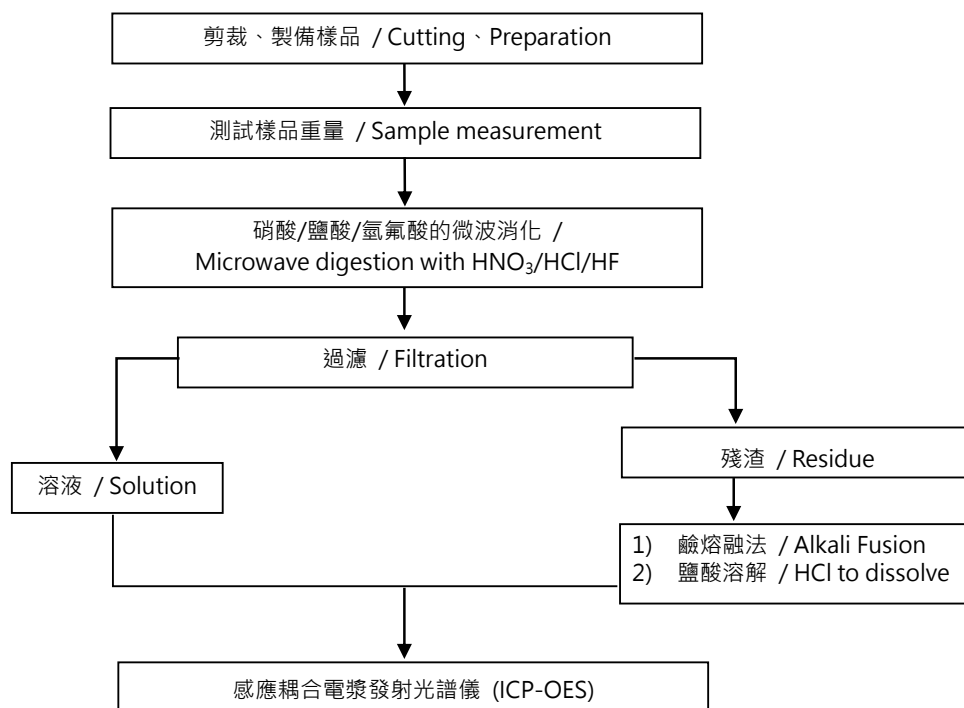 剪裁、製備樣品 / Cutting、Preparation
測試樣品重量 / Sample measurement
硝酸/鹽酸/氫氟酸的微波消化 /
Microwave digestion with HNO₃/HCl/HF
過濾 / Filtration
溶液 / Solution
殘渣 / Residue
1) 鹼熔融法 / Alkali Fusion
2) 鹽酸溶解 / HCl to dissolve
感應耦合電漿發射光譜儀 (ICP-OES)